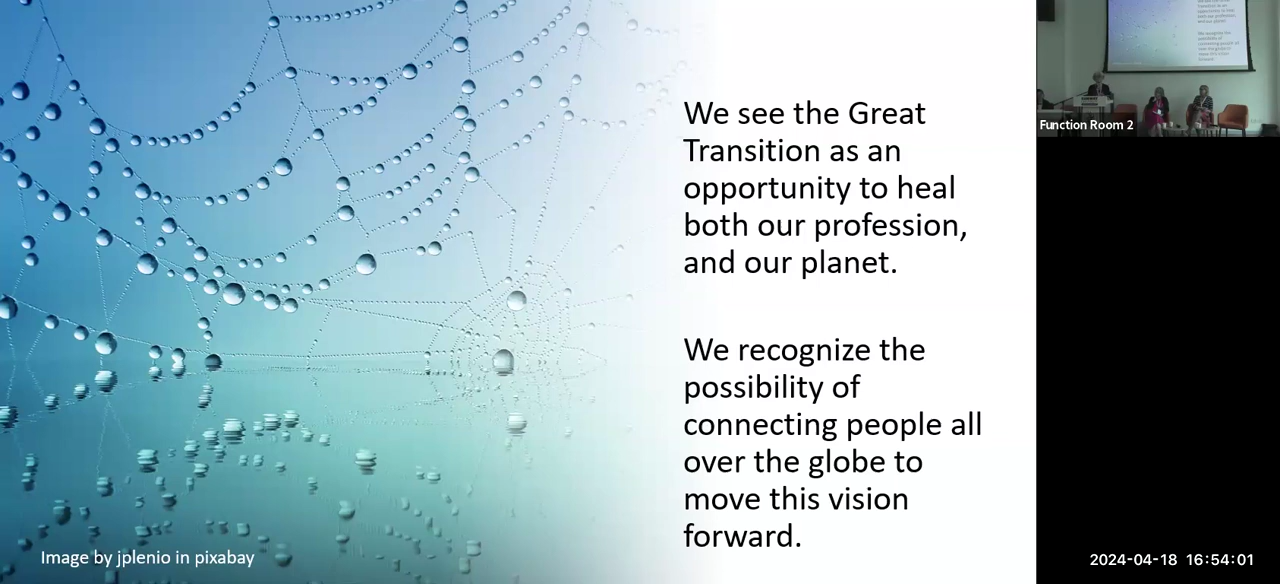 We see the Great
Transition as an
opportunity to heal
both our profession,
and our planet.
We recognize the
possibility of
connecting people all
over the globe to
move this vision
forward.
Image by jplenio in pixabay
Function Room 2
2024-04-18 16:54:01